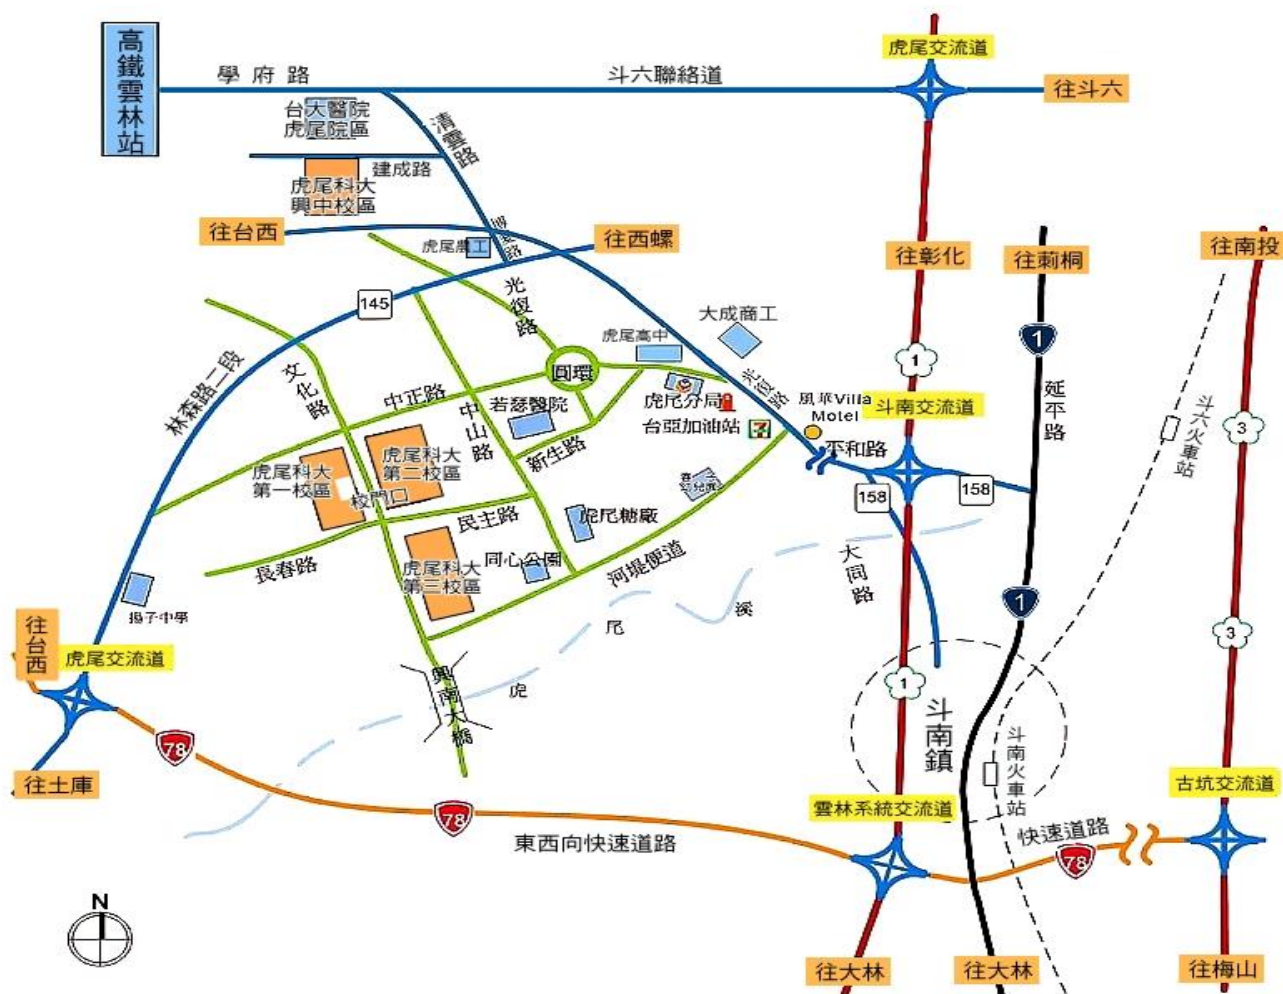 高鐵雲林站
學府路
斗六聯絡道
虎尾交流道
往斗六
台大醫院
虎尾院區
清雲路
建成路
虎尾科大
興中校區
往台西
虎尾農工
往西螺
往彰化
往莿桐
往南投
145
光復路
大成商工
虎尾高中
1
1
林森路二段
文化路
中正路
圓環
中山路
若瑟醫院
虎尾分局
台亞加油站
7
光復路
風華Villa
Motel
斗南交流道
延平路
斗六火車站
3
平和路
新生路
虎尾科大
第一校區
虎尾科大
第二校區
校門口
158
158
民主路
虎尾糖廠
長春路
虎尾科大
第三校區
同心公園
河堤便道
大同路
揚子中學
虎
尾
溪
1
3
往台西
虎尾交流道
興南大橋
1
斗南鎮
斗南火車站
78
往土庫
78
東西向快速道路
雲林系統交流道
快速道路
78
古坑交流道
N
往大林
往大林
往梅山